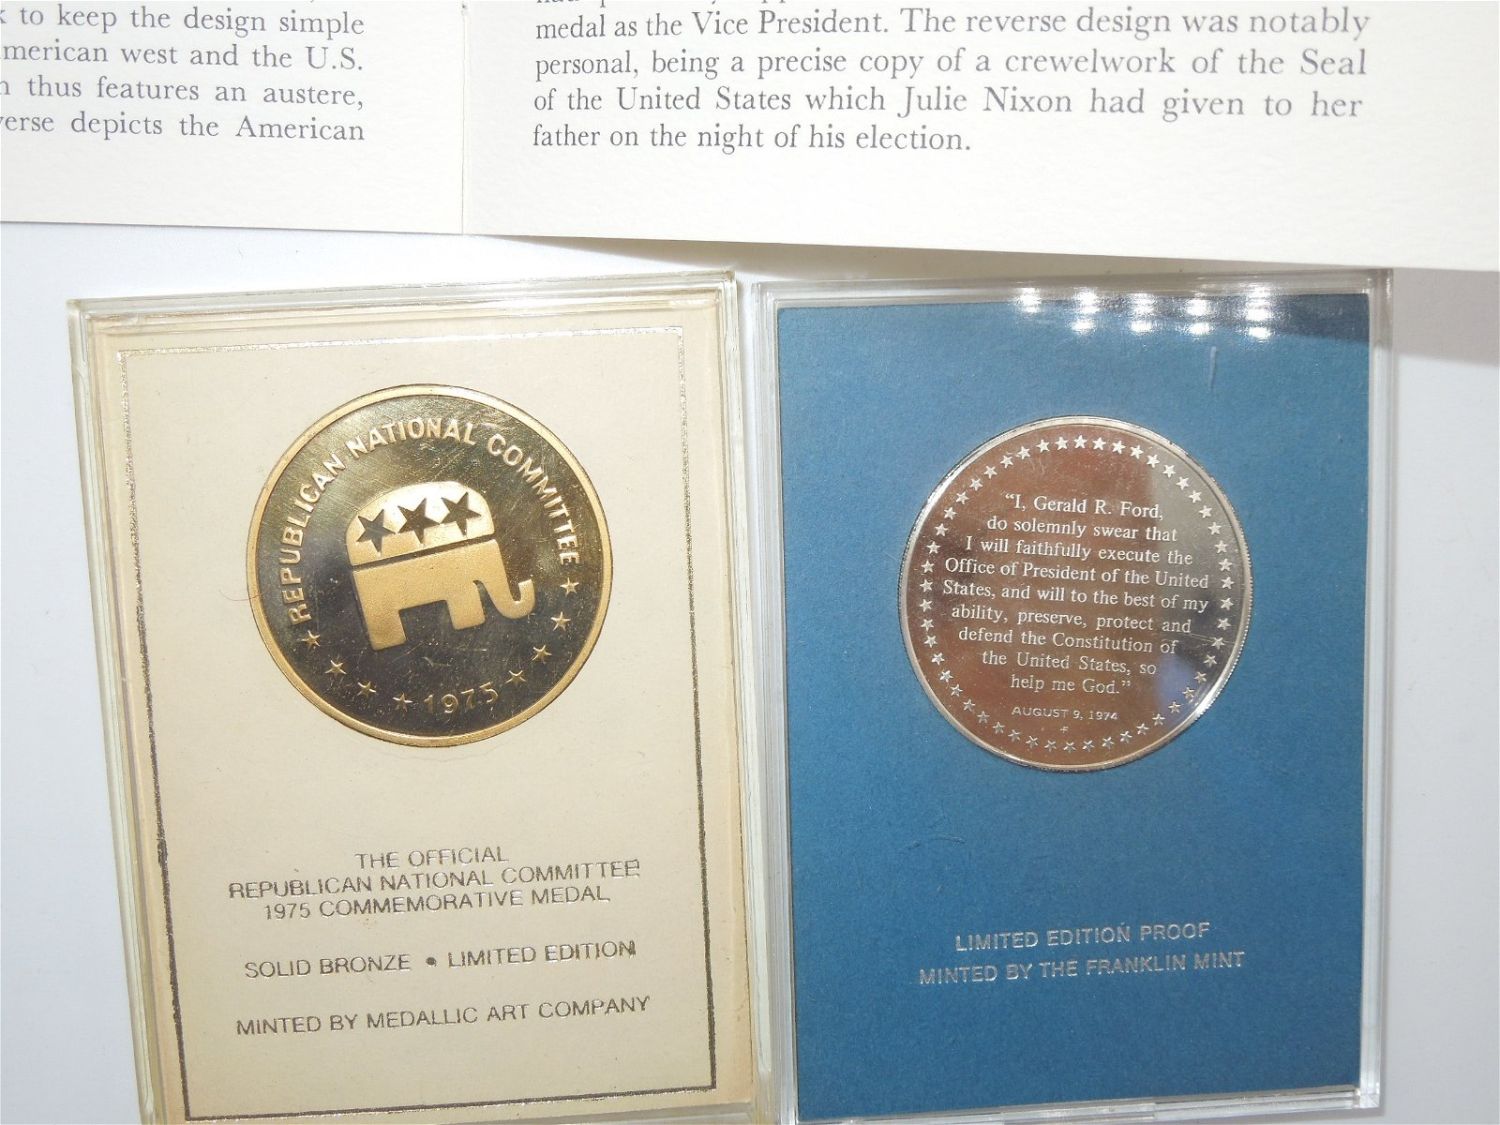 to keep the design simple
American west and the U.S.
thus features an austere,
depicts the American
medal as the Vice President. The reverse design was notably
personal, being a precise copy of a crewelwork of the Seal
of the United States which Julie Nixon had given to her
father on the night of his election.
REPUBLICAN NATIONAL COMMITTEE
1975
THE OFFICIAL
REPUBLICAN NATIONAL COMMITTEE
1975 COMMEMORATIVE MEDAL
SOLID BRONZE • LIMITED EDITION
MINTED BY MEDALLIC ART COMPANY
“I, Gerald R. Ford,
do solemnly swear that
I will faithfully execute the
Office of President of the United
States, and will to the best of my
ability, preserve, protect and
defend the Constitution of
the United States, so
help me God.”
AUGUST 9, 1974
LIMITED EDITION PROOF
MINTED BY THE FRANKLIN MINT